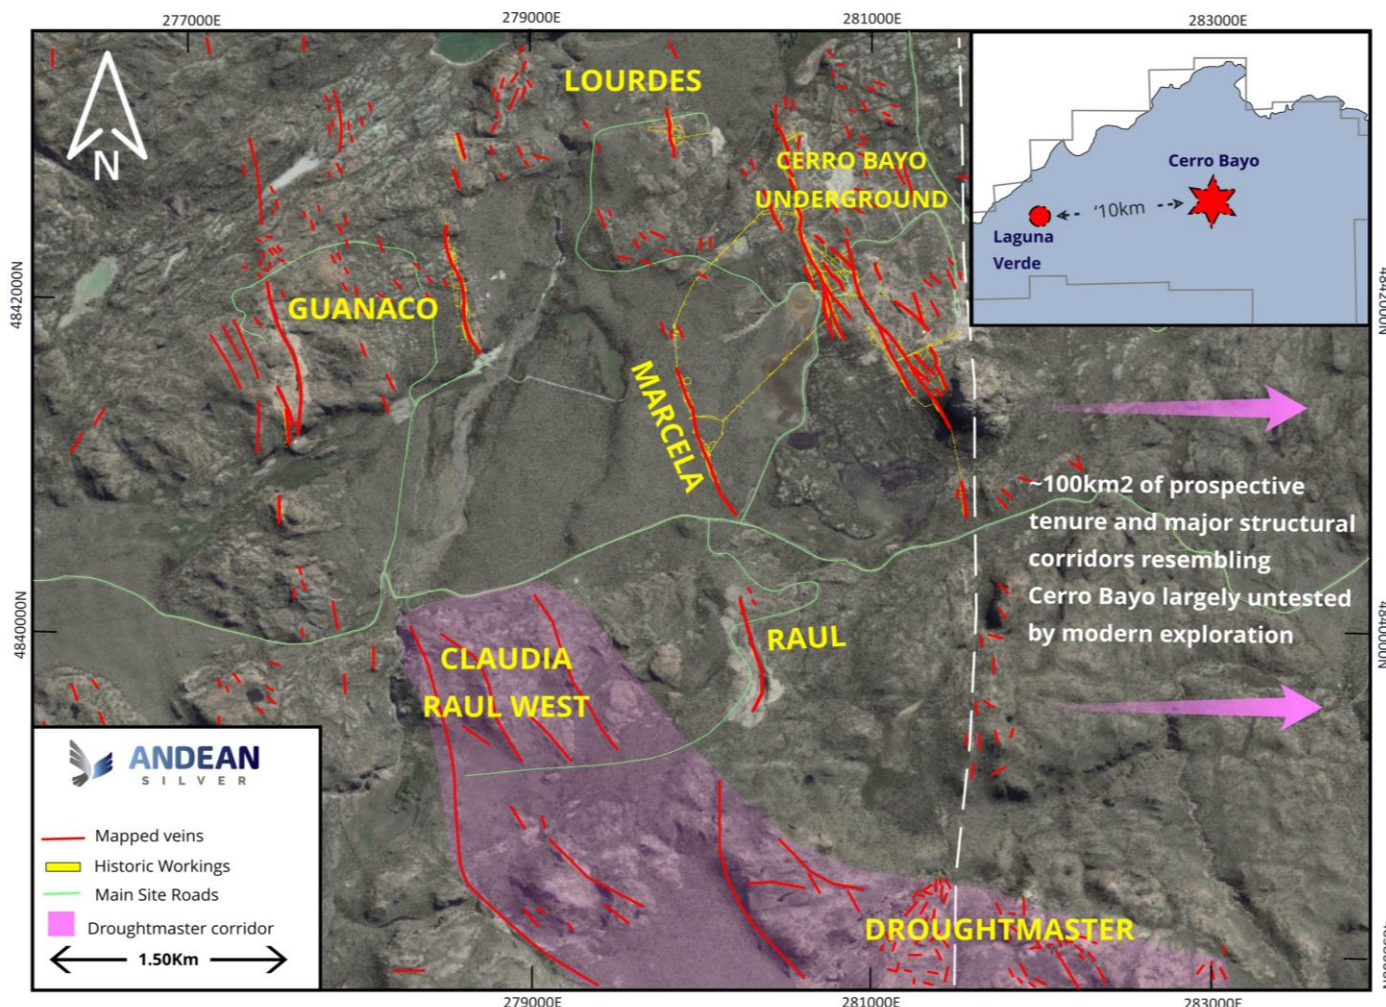 277000E
279000E
281000E
283000E
N
LOURDES
CERRO BAYO
UNDERGROUND
GUANACO
MARCELA
Cerro Bayo
'10km
Laguna
Verde
4842000N
4842000N
~100km2 of prospective
tenure and major structural
corridors resembling
Cerro Bayo largely untested
by modern exploration
4840000N
4840000N
CLAUDIA
RAUL WEST
RAUL
DROUGHTMASTER
ANDEAN
SILVER
Mapped veins
Historic Workings
Main Site Roads
Droughtmaster corridor
1.50Km
279000E
281000E
283000E